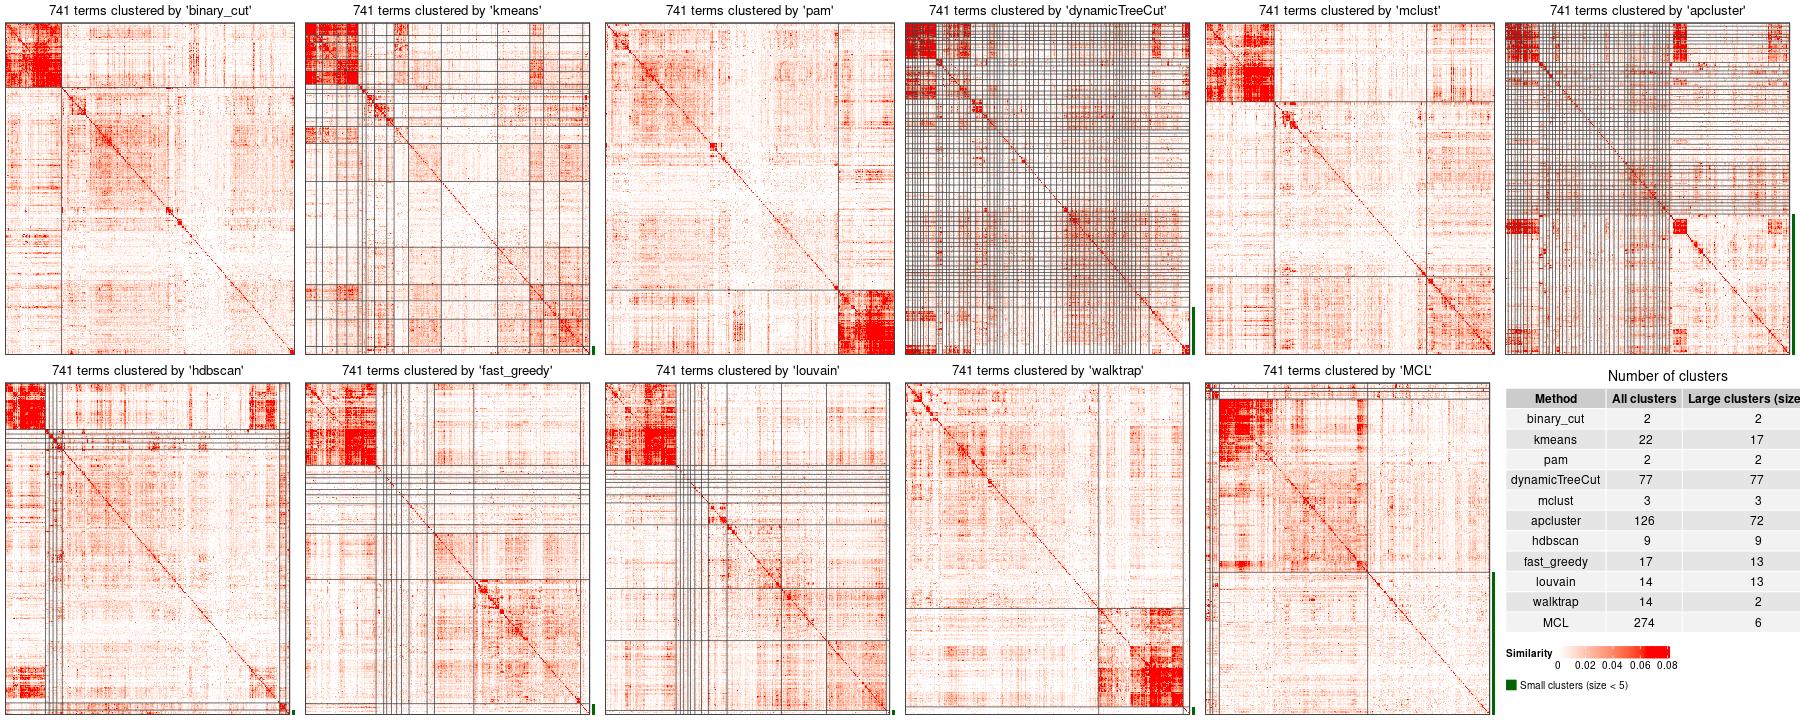 741 terms clustered by 'binary_cut'
741 terms clustered by 'kmeans'
741 terms clustered by 'pam'
741 terms clustered by 'dynamicTreeCut'
741 terms clustered by 'mclust'
741 terms clustered by 'apcluster'
741 terms clustered by 'hdbscan'
741 terms clustered by 'fast_greedy'
741 terms clustered by 'louvain'
741 terms clustered by 'walktrap'
741 terms clustered by 'MCL'
Number of clusters
Method All clusters Large clusters (size
binary_cut 2 2
kmeans 22 17
pam 2 2
dynamicTreeCut 77 77
mclust 3 3
apcluster 126 72
hdbscan 9 9
fast_greedy 17 13
louvain 14 13
walktrap 14 2
MCL 274 6
Similarity
0 0.02 0.04 0.06 0.08
Small clusters (size < 5)